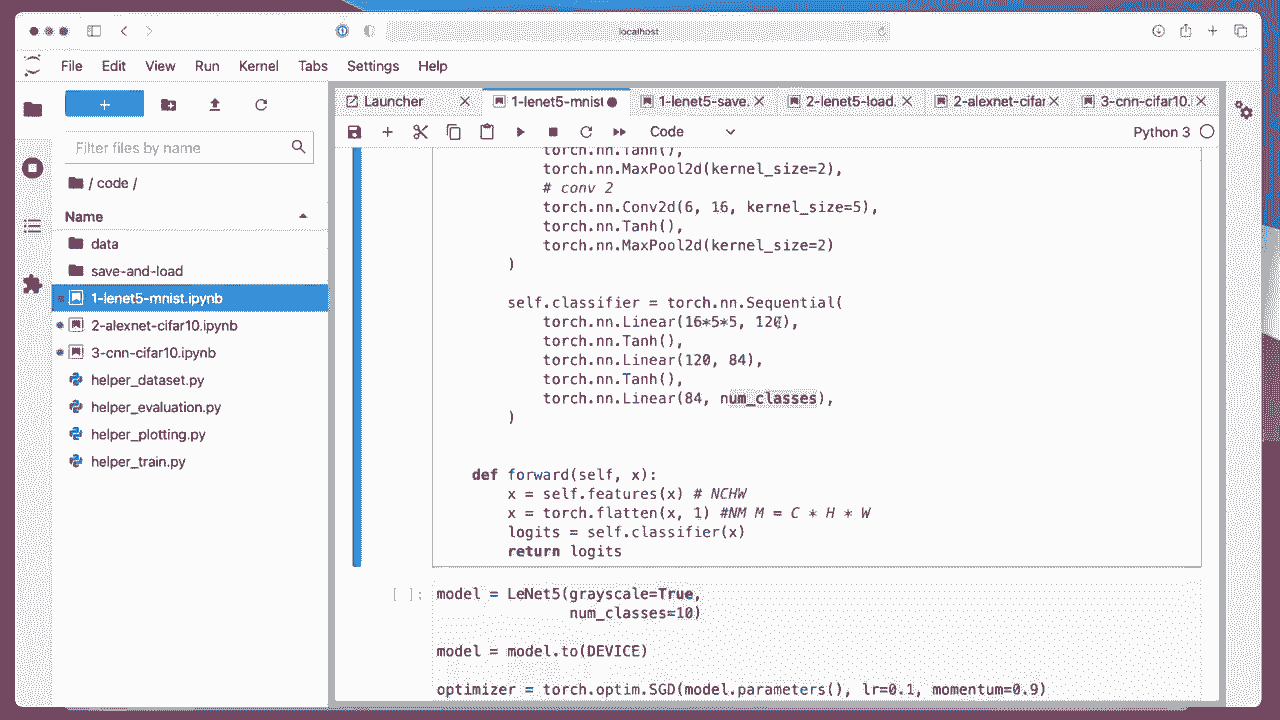 localhost
File Edit View Run Kernel Tabs Settings Help
+
Filter files by name
/ code /
Name
data
save-and-load
1-lenet5-mnist.ipynb
2-alexnet-cifar10.ipynb
3-cnn-cifar10.ipynb
helper_dataset.py
helper_evaluation.py
helper_plotting.py
helper_train.py
Launcher 1-lenet5-mnist 1-lenet5-save. 2-lenet5-load. 2-alexnet-cifar 3-cnn-cifar10.
Code Python 3
torch.nn.Tanh(),
torch.nn.MaxPool2d(kernel_size=2),
# conv 2
torch.nn.Conv2d(6, 16, kernel_size=5),
torch.nn.Tanh(),
torch.nn.MaxPool2d(kernel_size=2)
)
self.classifier = torch.nn.Sequential(
torch.nn.Linear(16*5*5, 120),
torch.nn.Tanh(),
torch.nn.Linear(120, 84),
torch.nn.Tanh(),
torch.nn.Linear(84, num_classes),
)
def forward(self, x):
x = self.features(x) # NCHW
x = torch.flatten(x, 1) #NM M = C * H * W
logits = self.classifier(x)
return logits
[ ]: model = LeNet5(grayscale=True,
num_classes=10)
model = model.to(DEVICE)
optimizer = torch.optim.SGD(model.parameters(), lr=0.1, momentum=0.9)